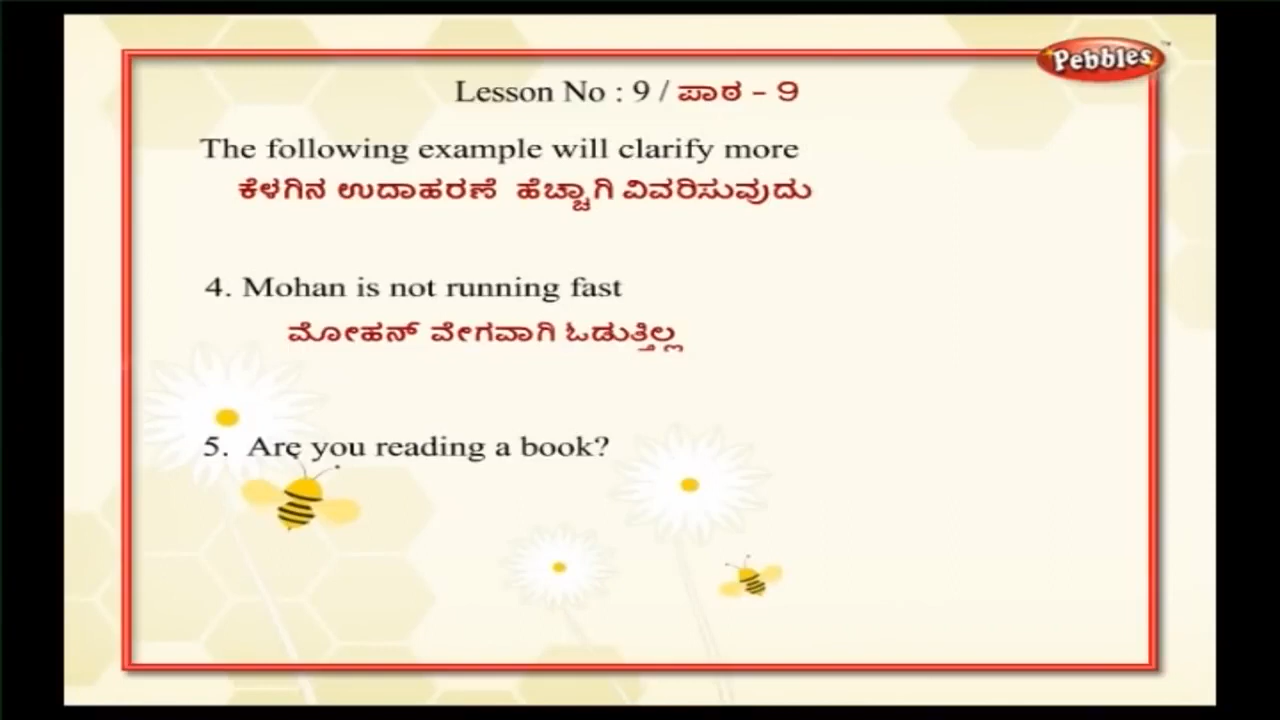 Pebbles™
Lesson No : 9 / ಪಾಠ - 9
The following example will clarify more
ಕೆಳಗಿನ ಉದಾಹರಣೆ ಹೆಚ್ಚಾಗಿ ವಿವರಿಸುವುದು
4. Mohan is not running fast
ಮೋಹನ್ ವೇಗವಾಗಿ ಓಡುತ್ತಿಲ್ಲ
5. Are you reading a book?